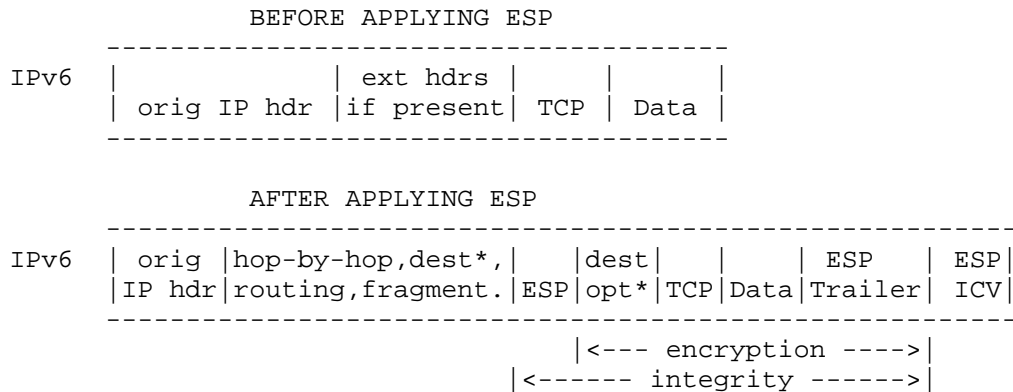 BEFORE APPLYING ESP
---------------------------------------
IPv6 | | ext hdrs | | |
| orig IP hdr |if present| TCP | Data |
---------------------------------------
AFTER APPLYING ESP
---------------------------------------------------------
IPv6 | orig |hop-by-hop,dest*,| |dest| | | ESP | ESP|
|IP hdr|routing,fragment.|ESP|opt*|TCP|Data|Trailer| ICV|
---------------------------------------------------------
|<--- encryption ---->|
|<------ integrity ------>|